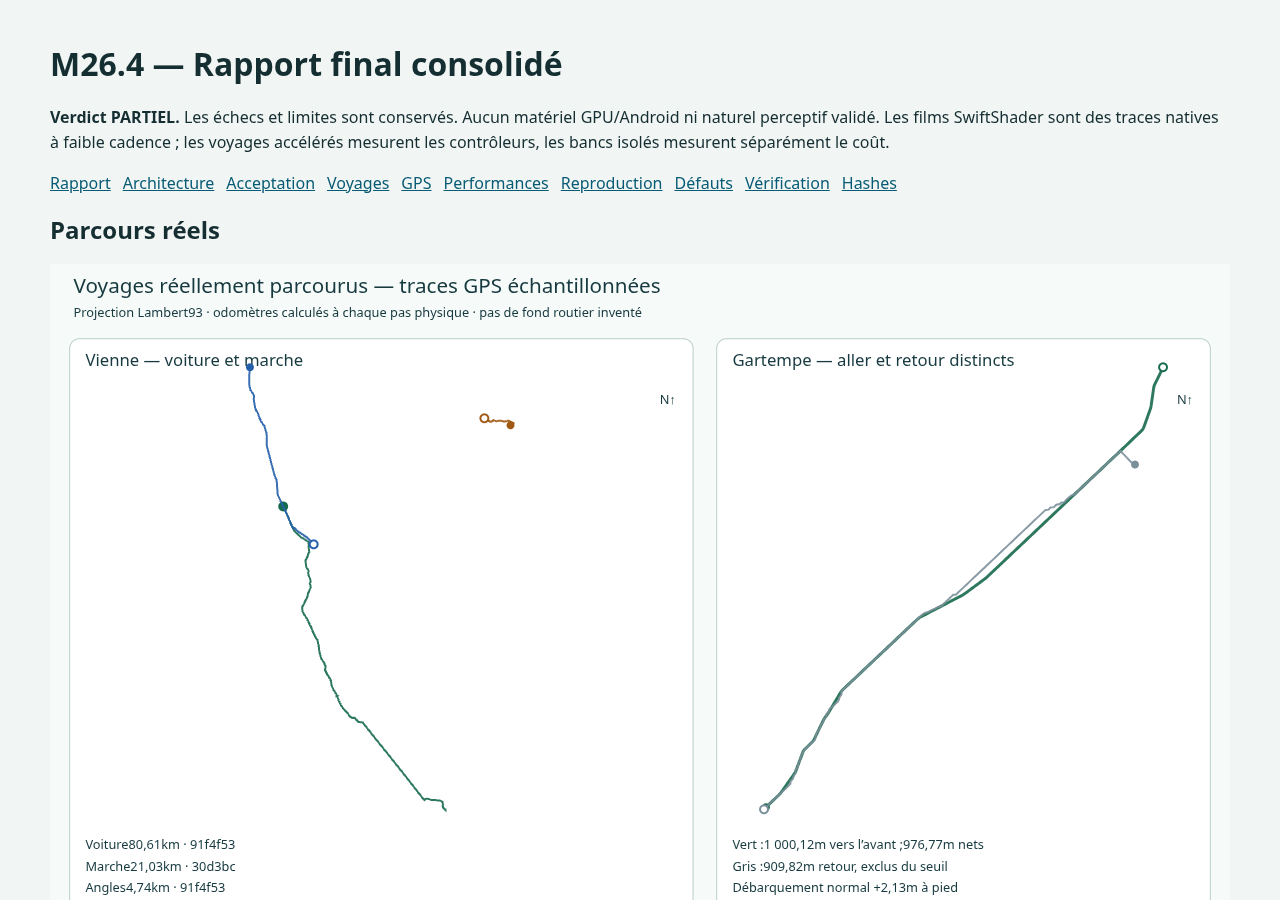 M26.4 — Rapport final consolidé
Verdict PARTIEL. Les échecs et limites sont conservés. Aucun matériel GPU/Android ni naturel perceptif validé. Les films SwiftShader sont des traces natives
à faible cadence ; les voyages accélérés mesurent les contrôleurs, les bancs isolés mesurent séparément le coût.
Rapport Architecture Acceptation Voyages GPS Performances Reproduction Défauts Vérification Hashes
Parcours réels
Voyages réellement parcourus — traces GPS échantillonnées
Projection Lambert93 · odomètres calculés à chaque pas physique · pas de fond routier inventé
Vienne — voiture et marche
N↑
Voiture80,61km · 91f4f53
Marche21,03km · 30d3bc
Angles4,74km · 91f4f53
Gartempe — aller et retour distincts
N↑
Vert :1 000,12m vers l’avant ;976,77m nets
Gris :909,82m retour, exclus du seuil
Débarquement normal +2,13m à pied